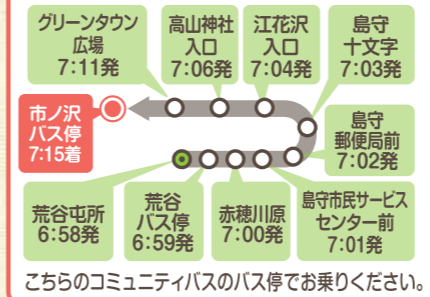 グリーンタウン
広場
7:11発
高山神社
入口
7:06発
江花沢
入口
7:04発
島守
十文字
7:03発
市ノ沢
バス停
7:15着
島守
郵便局前
7:02発
荒谷屯所
6:58発
荒谷
バス停
6:59発
赤穂川原
7:00発
島守市民サービス
センター前
7:01発
こちらのコミュニティバスのバス停でお乗りください。